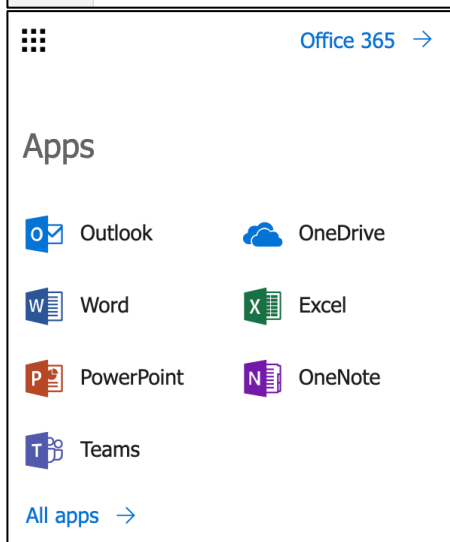 Office 365 →
Apps
Outlook OneDrive
Word Excel
PowerPoint OneNote
Teams
All apps →